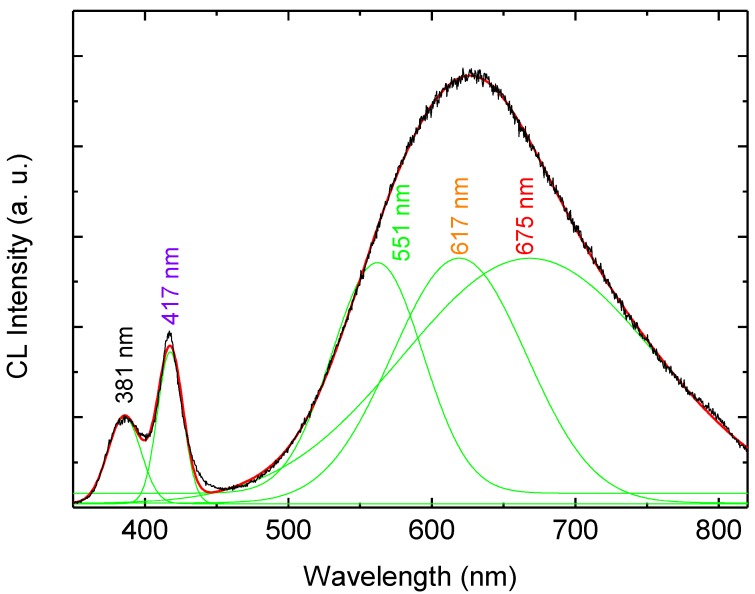 CL Intensity (a. u.)
381 nm
417 nm
551 nm
617 nm
675 nm
400
500
600
700
800
Wavelength (nm)